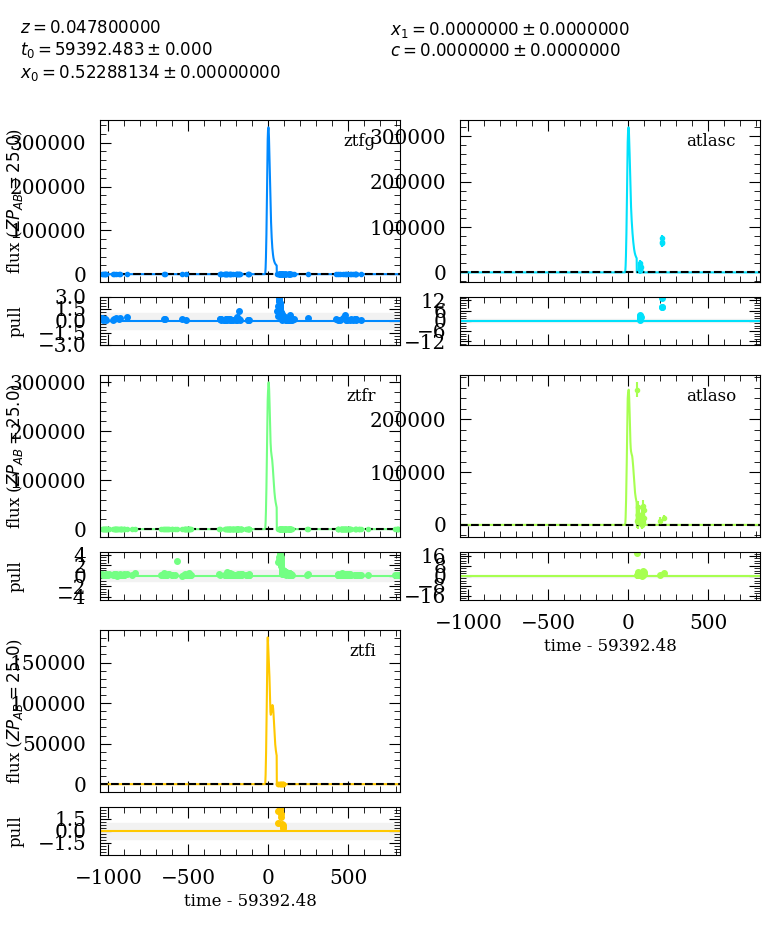 z = 0.047800000
t₀ = 59392.483 ± 0.000
x₀ = 0.52288134 ± 0.00000000
x₁ = 0.0000000 ± 0.0000000
c = 0.0000000 ± 0.0000000
flux (ZP_AB = 25.0)
300000
200000
100000
0
ztfg
300000
200000
100000
0
atlasc
pull
3.0
1.5
0.0
−1.5
−3.0
12
6
0
−6
−12
flux (ZP_AB = 25.0)
300000
200000
100000
0
ztfr
200000
100000
0
atlaso
pull
4
2
0
−2
−4
16
8
0
−8
−16
−1000 −500 0 500
time - 59392.48
flux (ZP_AB = 25.0)
150000
100000
50000
0
ztfi
pull
1.5
0.0
−1.5
−1000 −500 0 500
time - 59392.48